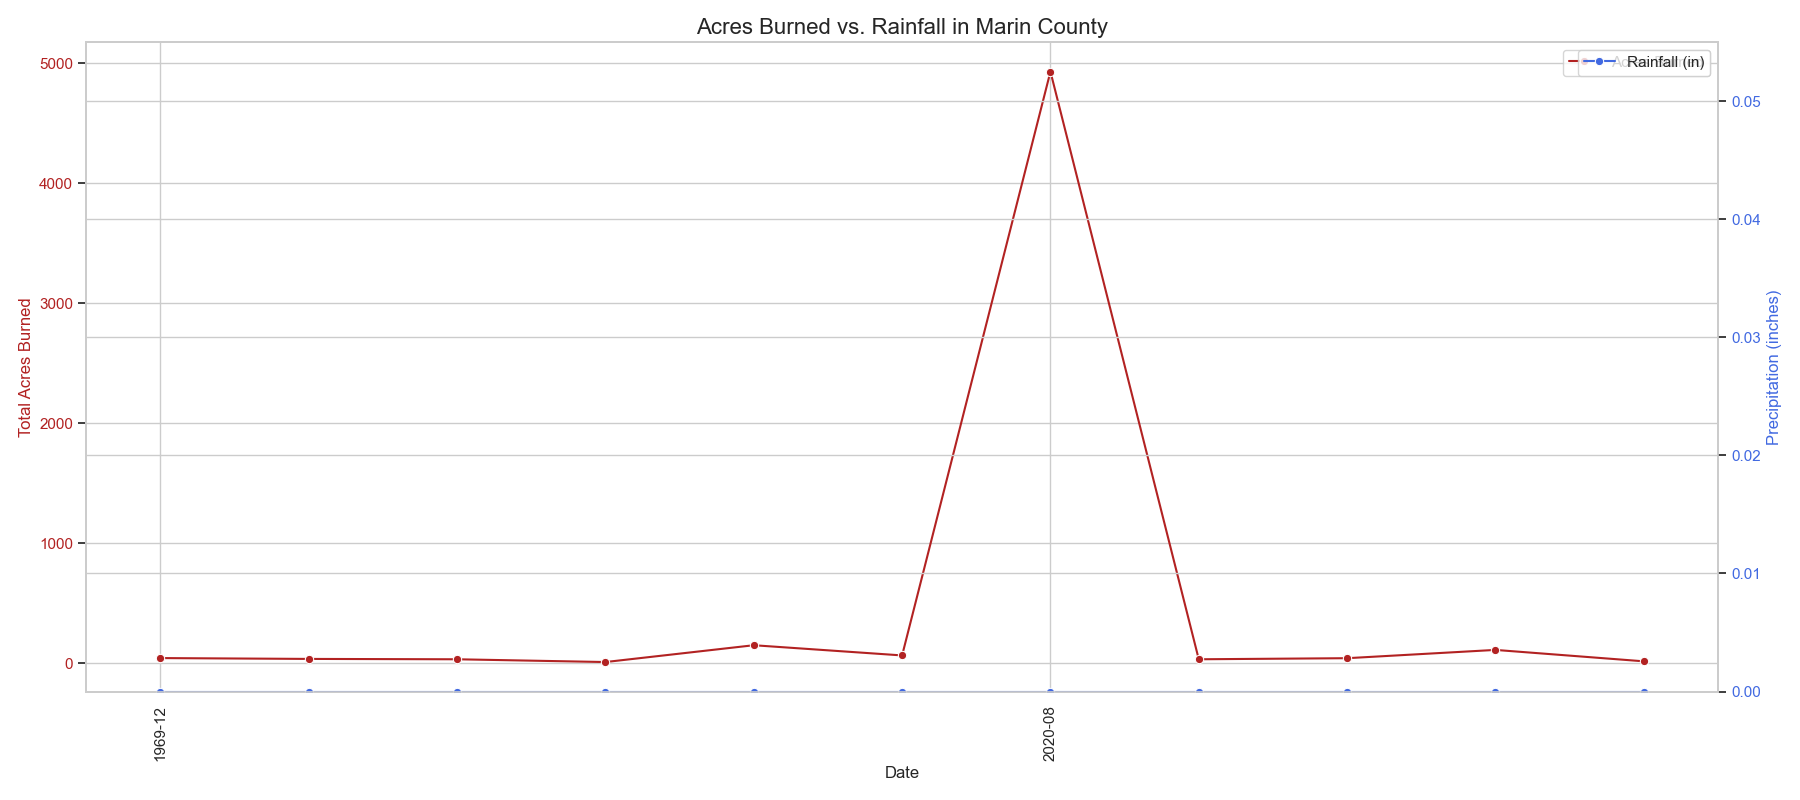 Acres Burned vs. Rainfall in Marin County
Rainfall (in)
5000
4000
3000
2000
1000
0
Total Acres Burned
0.05
0.04
0.03
0.02
0.01
0.00
Precipitation (inches)
1969-12
2020-08
Date